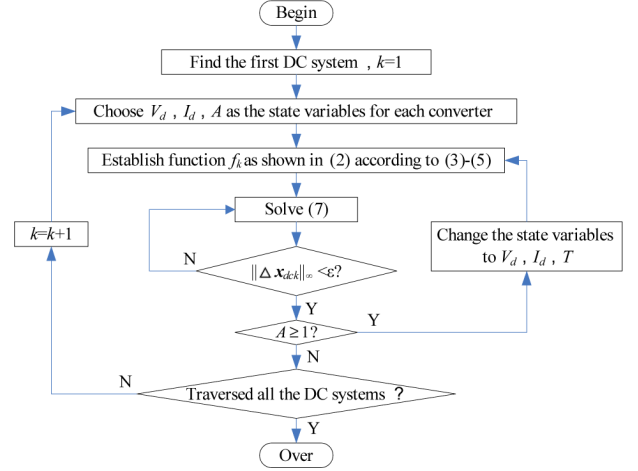 Begin
Find the first DC system , k=1
Choose V_d , I_d , A as the state variables for each converter
Establish function f_k as shown in (2) according to (3)-(5)
Solve (7)
k=k+1
Change the state variables
to V_d , I_d , T
N
||△x_dck||_∞ <ε?
Y
A≥1?
Y
N
N
Traversed all the DC systems ?
Y
Over